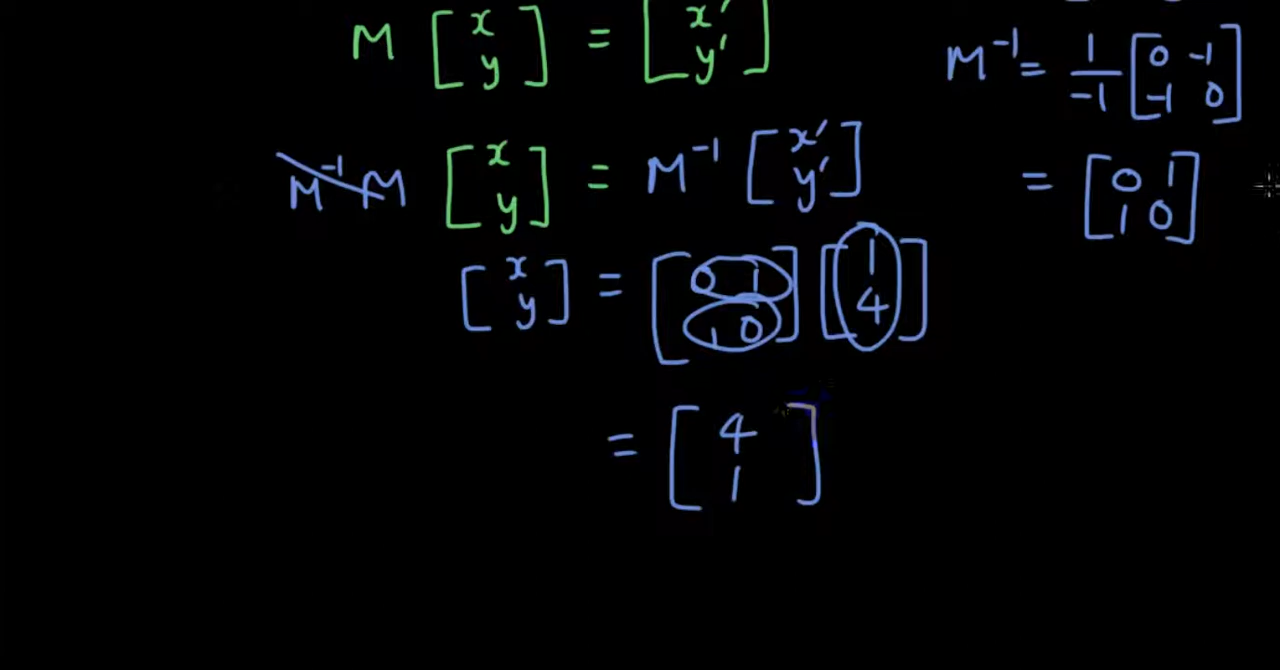 M [x y] = [x' y']
M⁻¹ = 1/-1 [0 -1 -1 0]
M⁻¹M [x y] = M⁻¹ [x' y']
= [0 1 1 0]
[x y] = [0 1 1 0] [1 4]
= [4 1]